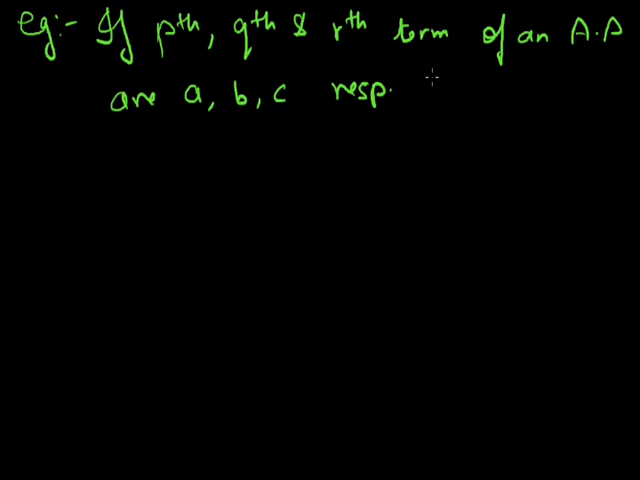 eg:- If pth, qth & rth term of an A.P
are a, b, c resp.